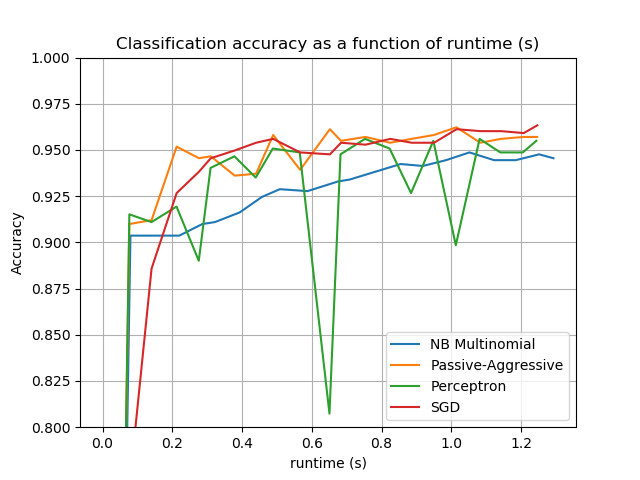 Classification accuracy as a function of runtime (s)
1.000
0.975
0.950
0.925
0.900
0.875
0.850
0.825
0.800
Accuracy
NB Multinomial
Passive-Aggressive
Perceptron
SGD
0.0 0.2 0.4 0.6 0.8 1.0 1.2
runtime (s)